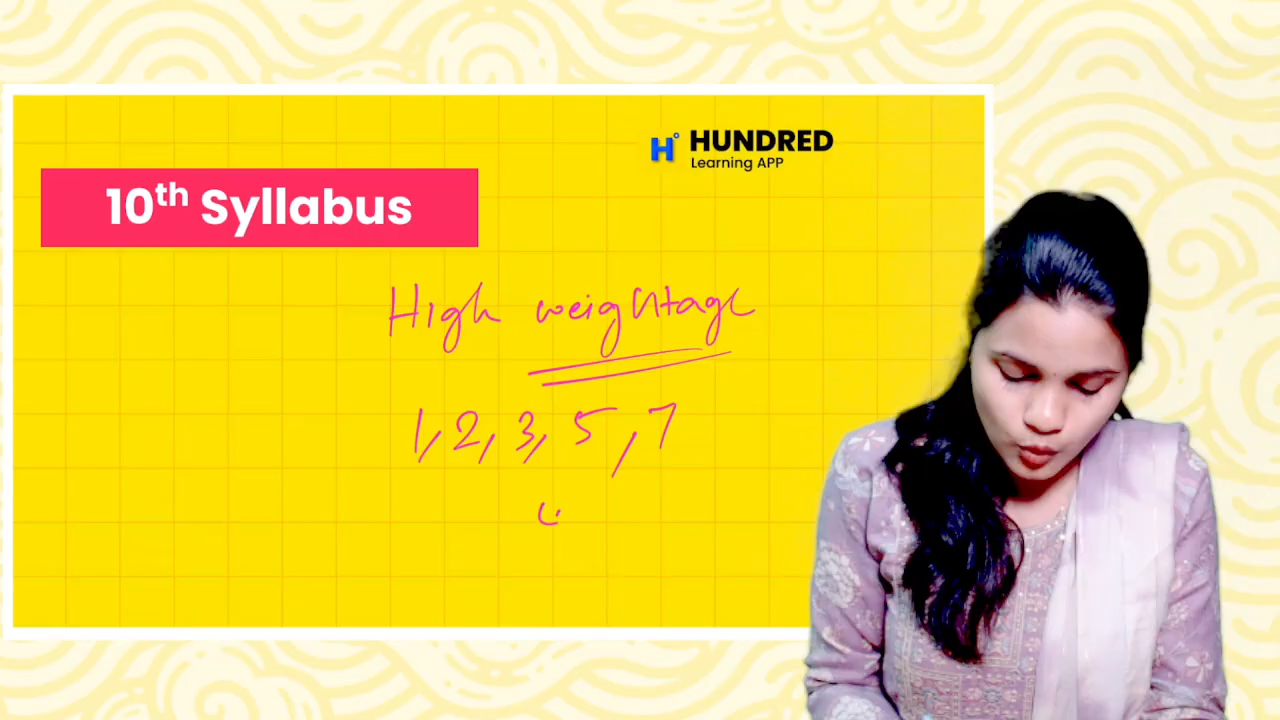 H° HUNDRED
Learning APP
10th Syllabus
High weightage
1, 2, 3, 5, 7